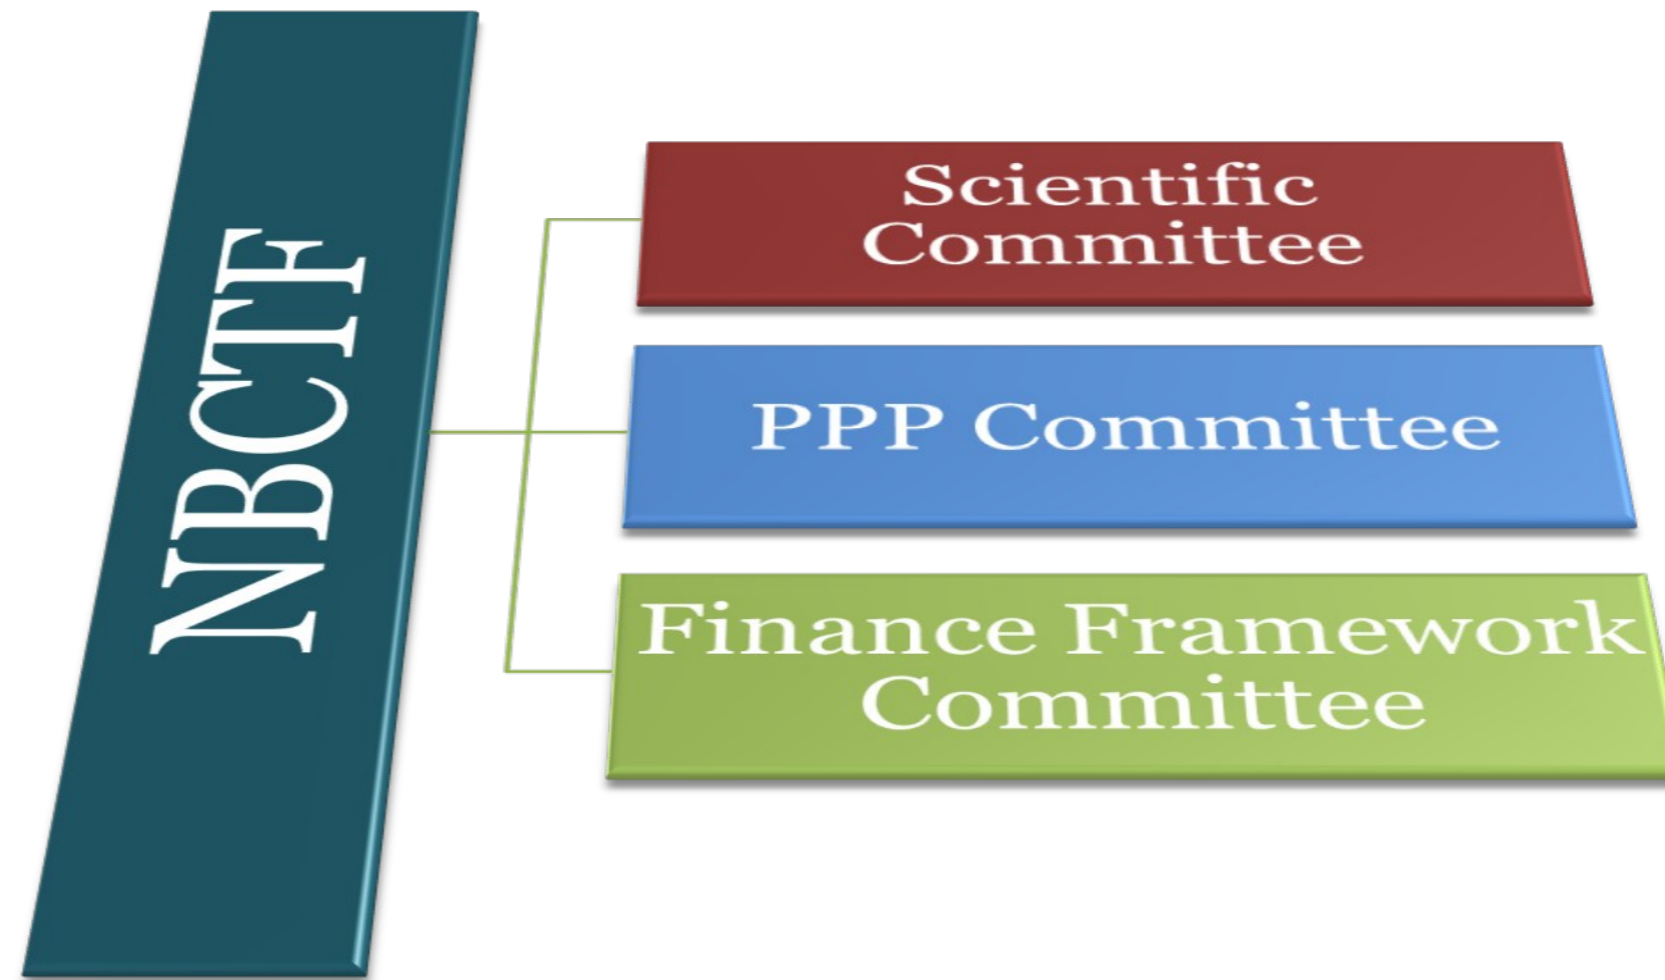 NBCTF
Scientific
Committee
PPP Committee
Finance Framework
Committee